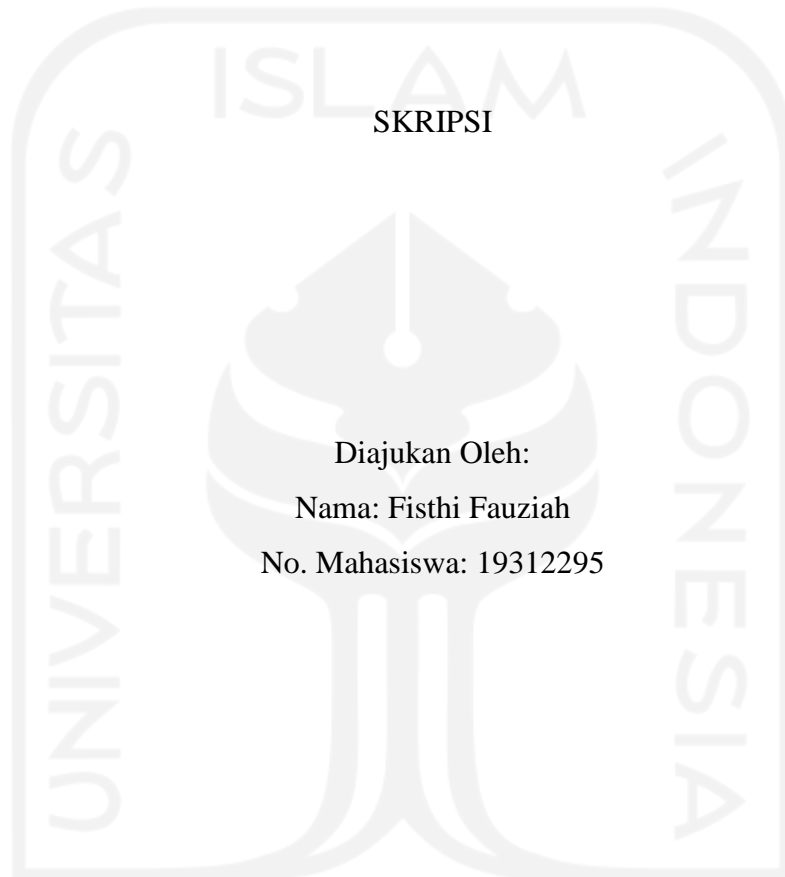 UNIVERSITAS
ISLAM
INDONESIA
SKRIPSI
Diajukan Oleh:
Nama: Fisthi Fauziah
No. Mahasiswa: 19312295